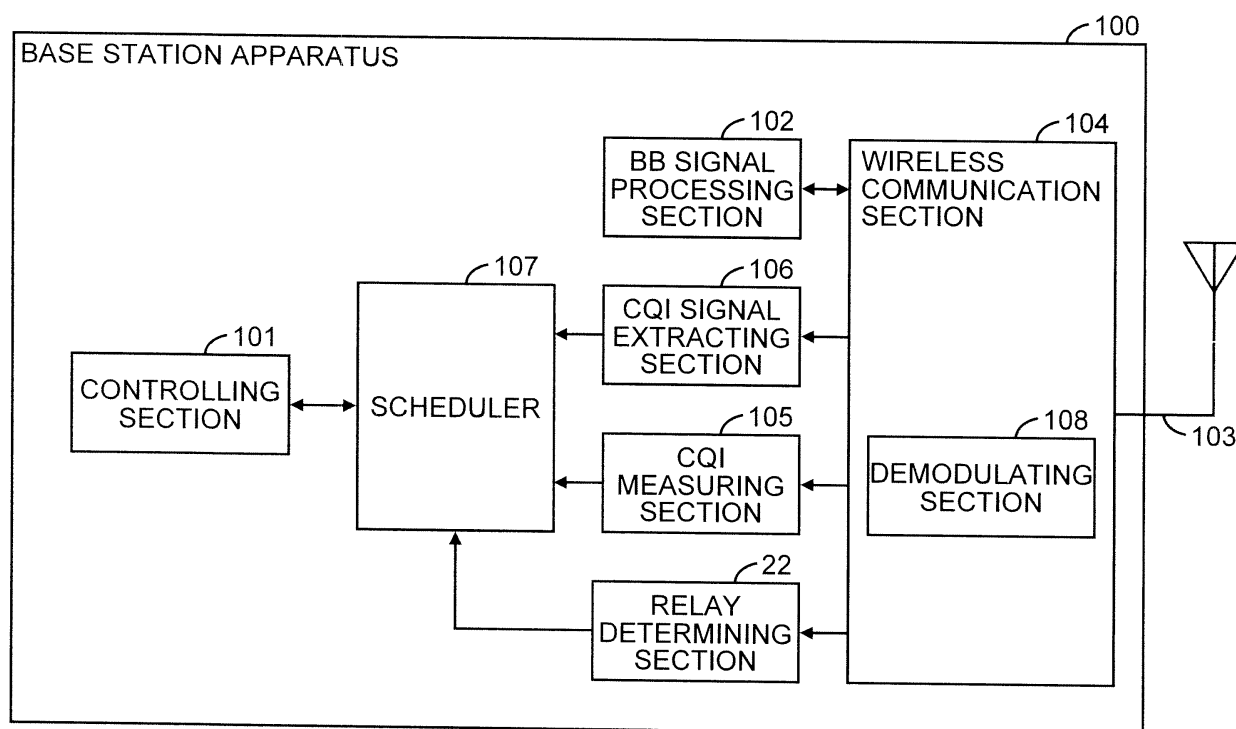 100
BASE STATION APPARATUS
102
BB SIGNAL
PROCESSING
SECTION
104
WIRELESS
COMMUNICATION
SECTION
107
SCHEDULER
106
CQI SIGNAL
EXTRACTING
SECTION
101
CONTROLLING
SECTION
105
CQI
MEASURING
SECTION
108
DEMODULATING
SECTION
103
22
RELAY
DETERMINING
SECTION